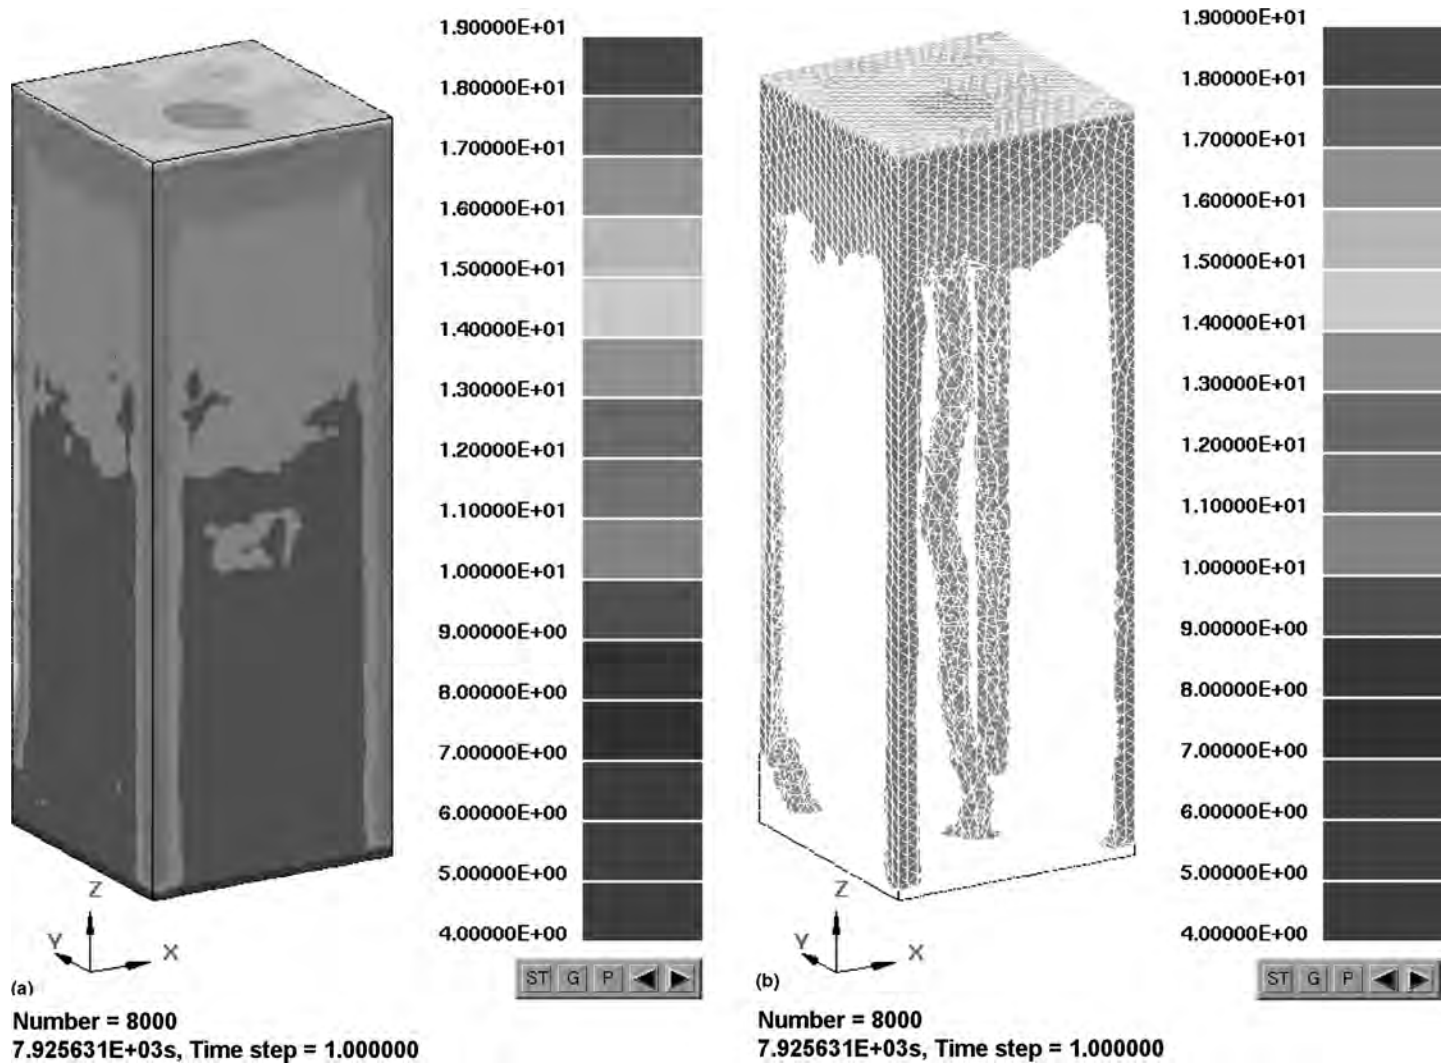 1.90000E+01
1.80000E+01
1.70000E+01
1.60000E+01
1.50000E+01
1.40000E+01
1.30000E+01
1.20000E+01
1.10000E+01
1.00000E+01
9.00000E+00
8.00000E+00
7.00000E+00
6.00000E+00
5.00000E+00
4.00000E+00
Z
Y
X
ST G P
(a)
Number = 8000
7.925631E+03s, Time step = 1.000000
1.90000E+01
1.80000E+01
1.70000E+01
1.60000E+01
1.50000E+01
1.40000E+01
1.30000E+01
1.20000E+01
1.10000E+01
1.00000E+01
9.00000E+00
8.00000E+00
7.00000E+00
6.00000E+00
5.00000E+00
4.00000E+00
Z
Y
X
ST G P
(b)
Number = 8000
7.925631E+03s, Time step = 1.000000